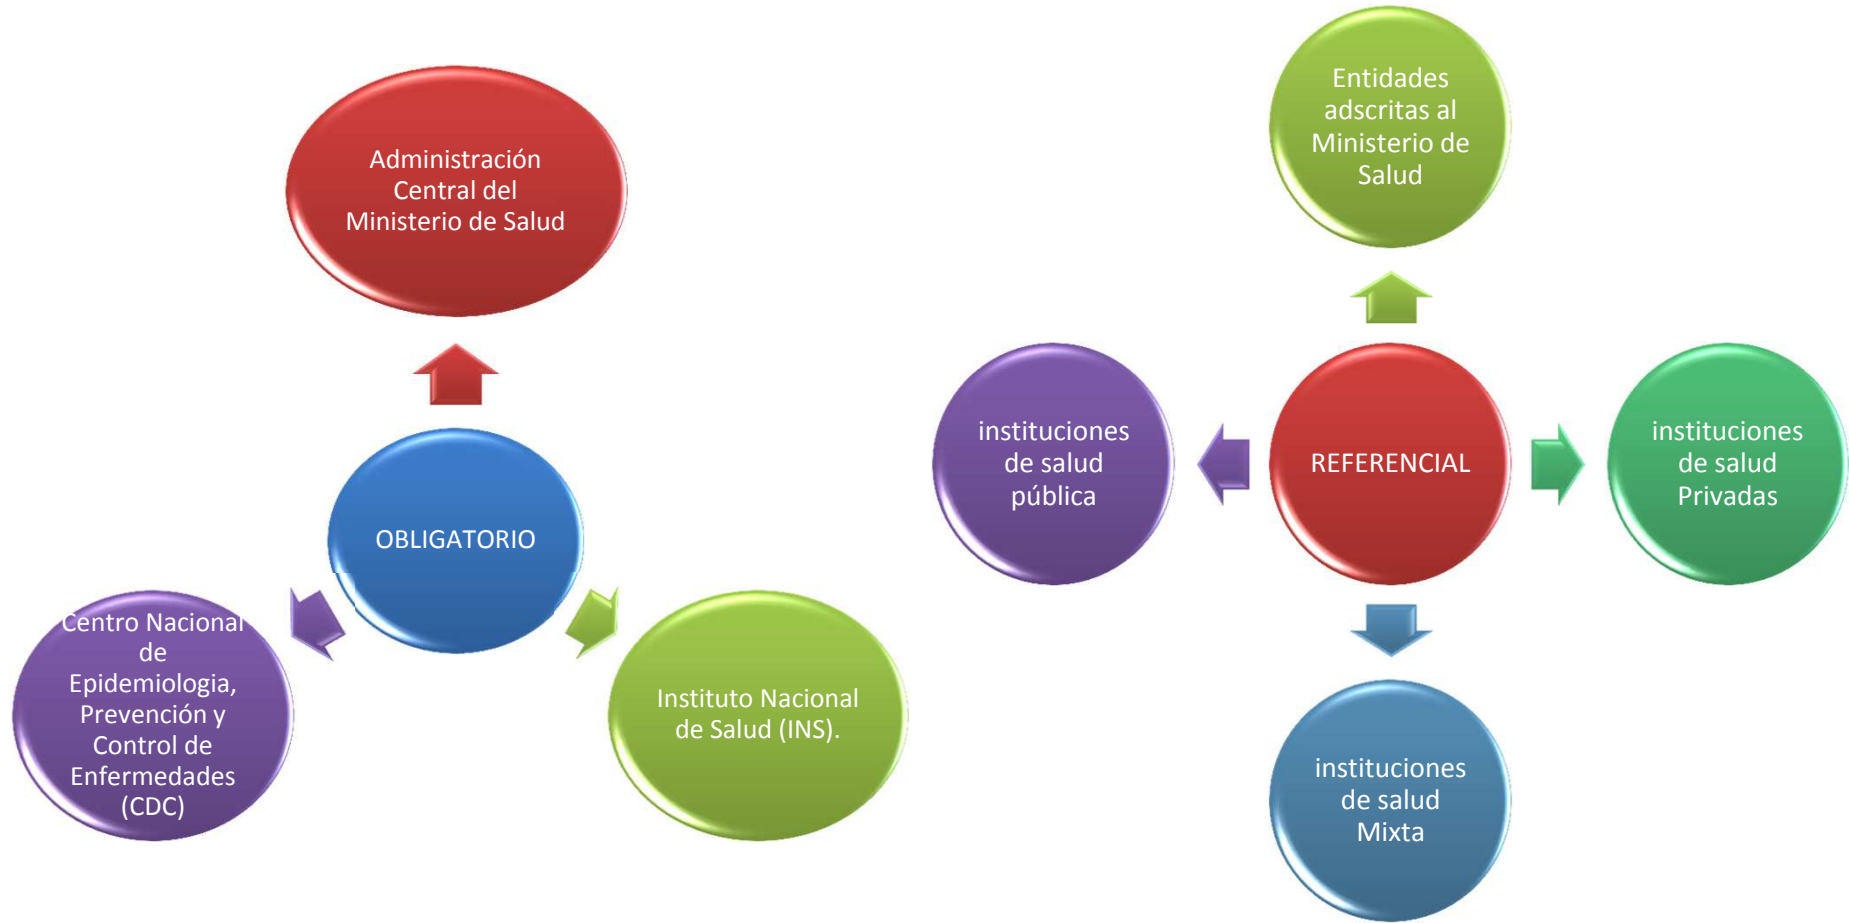 Administración
Central del
Ministerio de Salud
OBLIGATORIO
Centro Nacional
de
Epidemiologia,
Prevención y
Control de
Enfermedades
(CDC)
Instituto Nacional
de Salud (INS).
Entidades
adscritas al
Ministerio de
Salud
instituciones
de salud
pública
REFERENCIAL
instituciones
de salud
Privadas
instituciones
de salud
Mixta